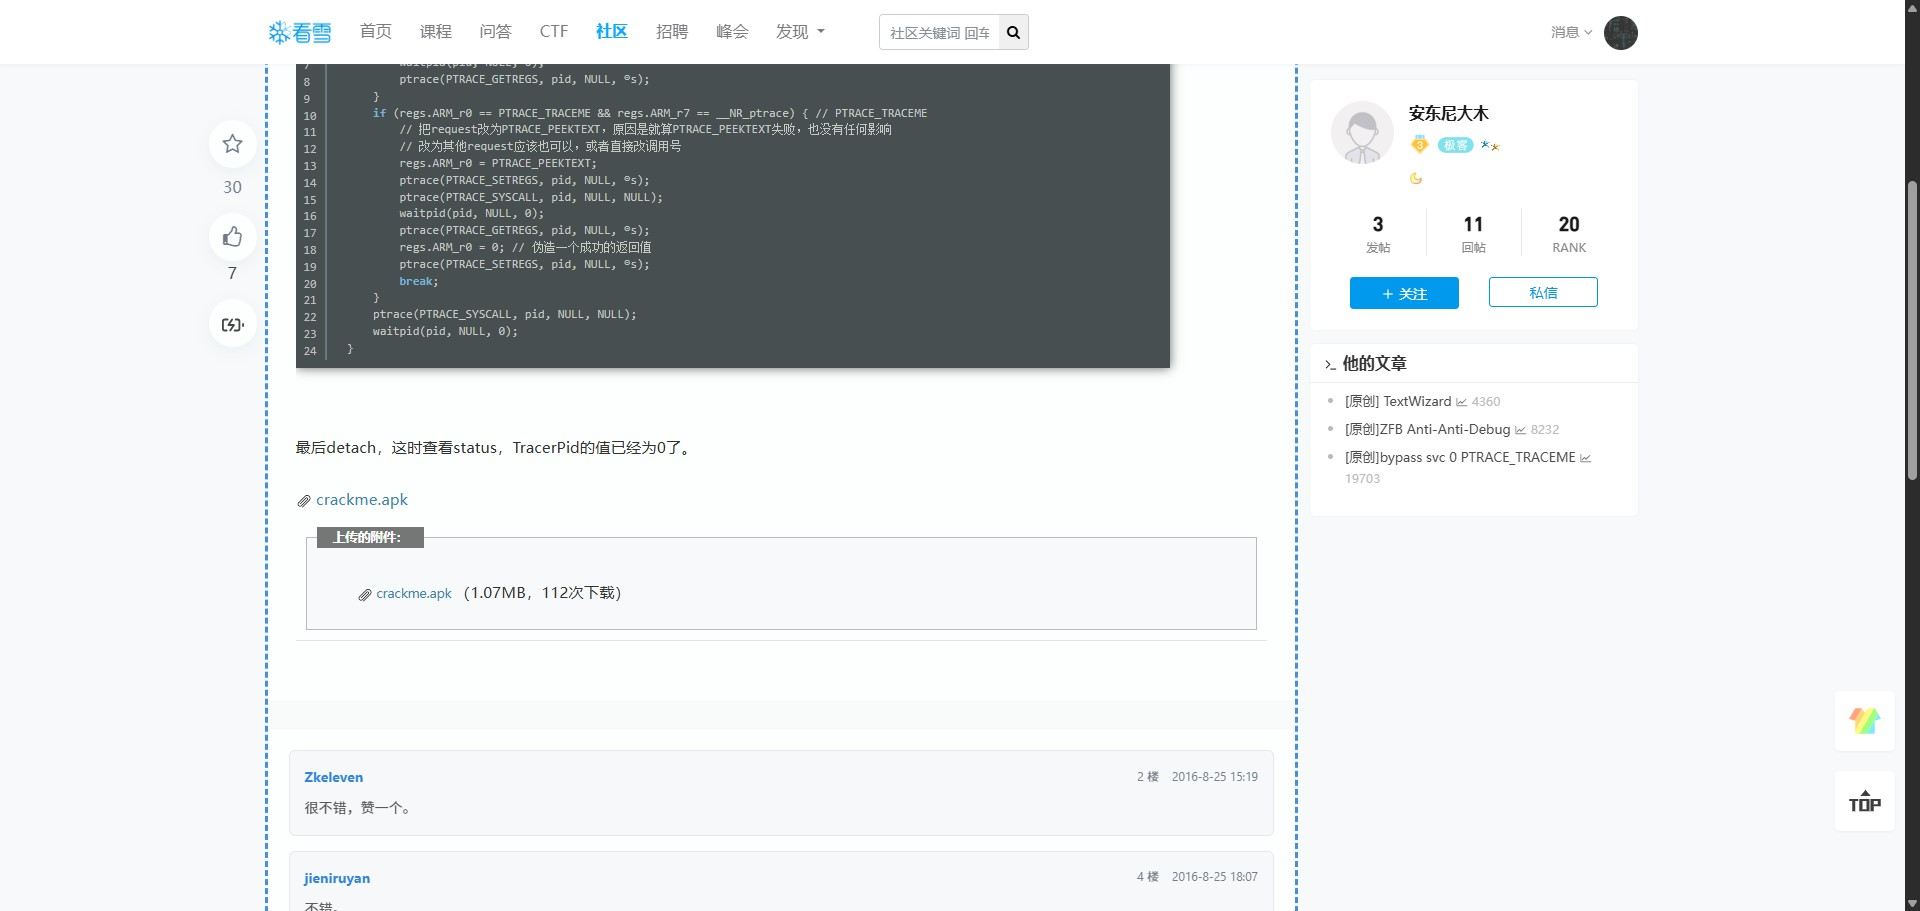 看雪 首页 课程 问答 CTF 社区 招聘 峰会 发现 社区关键词 回车 消息
8 ptrace(PTRACE_GETREGS, pid, NULL, ®s);
9 }
10 if (regs.ARM_r0 == PTRACE_TRACEME && regs.ARM_r7 == __NR_ptrace) { // PTRACE_TRACEME
11 // 把request改为PTRACE_PEEKTEXT，原因是就算PTRACE_PEEKTEXT失败，也没有任何影响
12 // 改为其他request应该也可以，或者直接改调用号
13 regs.ARM_r0 = PTRACE_PEEKTEXT;
14 ptrace(PTRACE_SETREGS, pid, NULL, ®s);
15 ptrace(PTRACE_SYSCALL, pid, NULL, NULL);
16 waitpid(pid, NULL, 0);
17 ptrace(PTRACE_GETREGS, pid, NULL, ®s);
18 regs.ARM_r0 = 0; // 伪造一个成功的返回值
19 ptrace(PTRACE_SETREGS, pid, NULL, ®s);
20 break;
21 }
22 ptrace(PTRACE_SYSCALL, pid, NULL, NULL);
23 waitpid(pid, NULL, 0);
24 }
30
7
最后detach，这时查看status，TracerPid的值已经为0了。
crackme.apk
上传的附件：
crackme.apk （1.07MB，112次下载）
Zkeleven 2 楼 2016-8-25 15:19
很不错，赞一个。
jieniruyan 4 楼 2016-8-25 18:07
不错。
安东尼大木
3 极客
3 11 20
发帖 回帖 RANK
+ 关注 私信
他的文章
[原创] TextWizard 4360
[原创]ZFB Anti-Anti-Debug 8232
[原创]bypass svc 0 PTRACE_TRACEME
19703
TOP